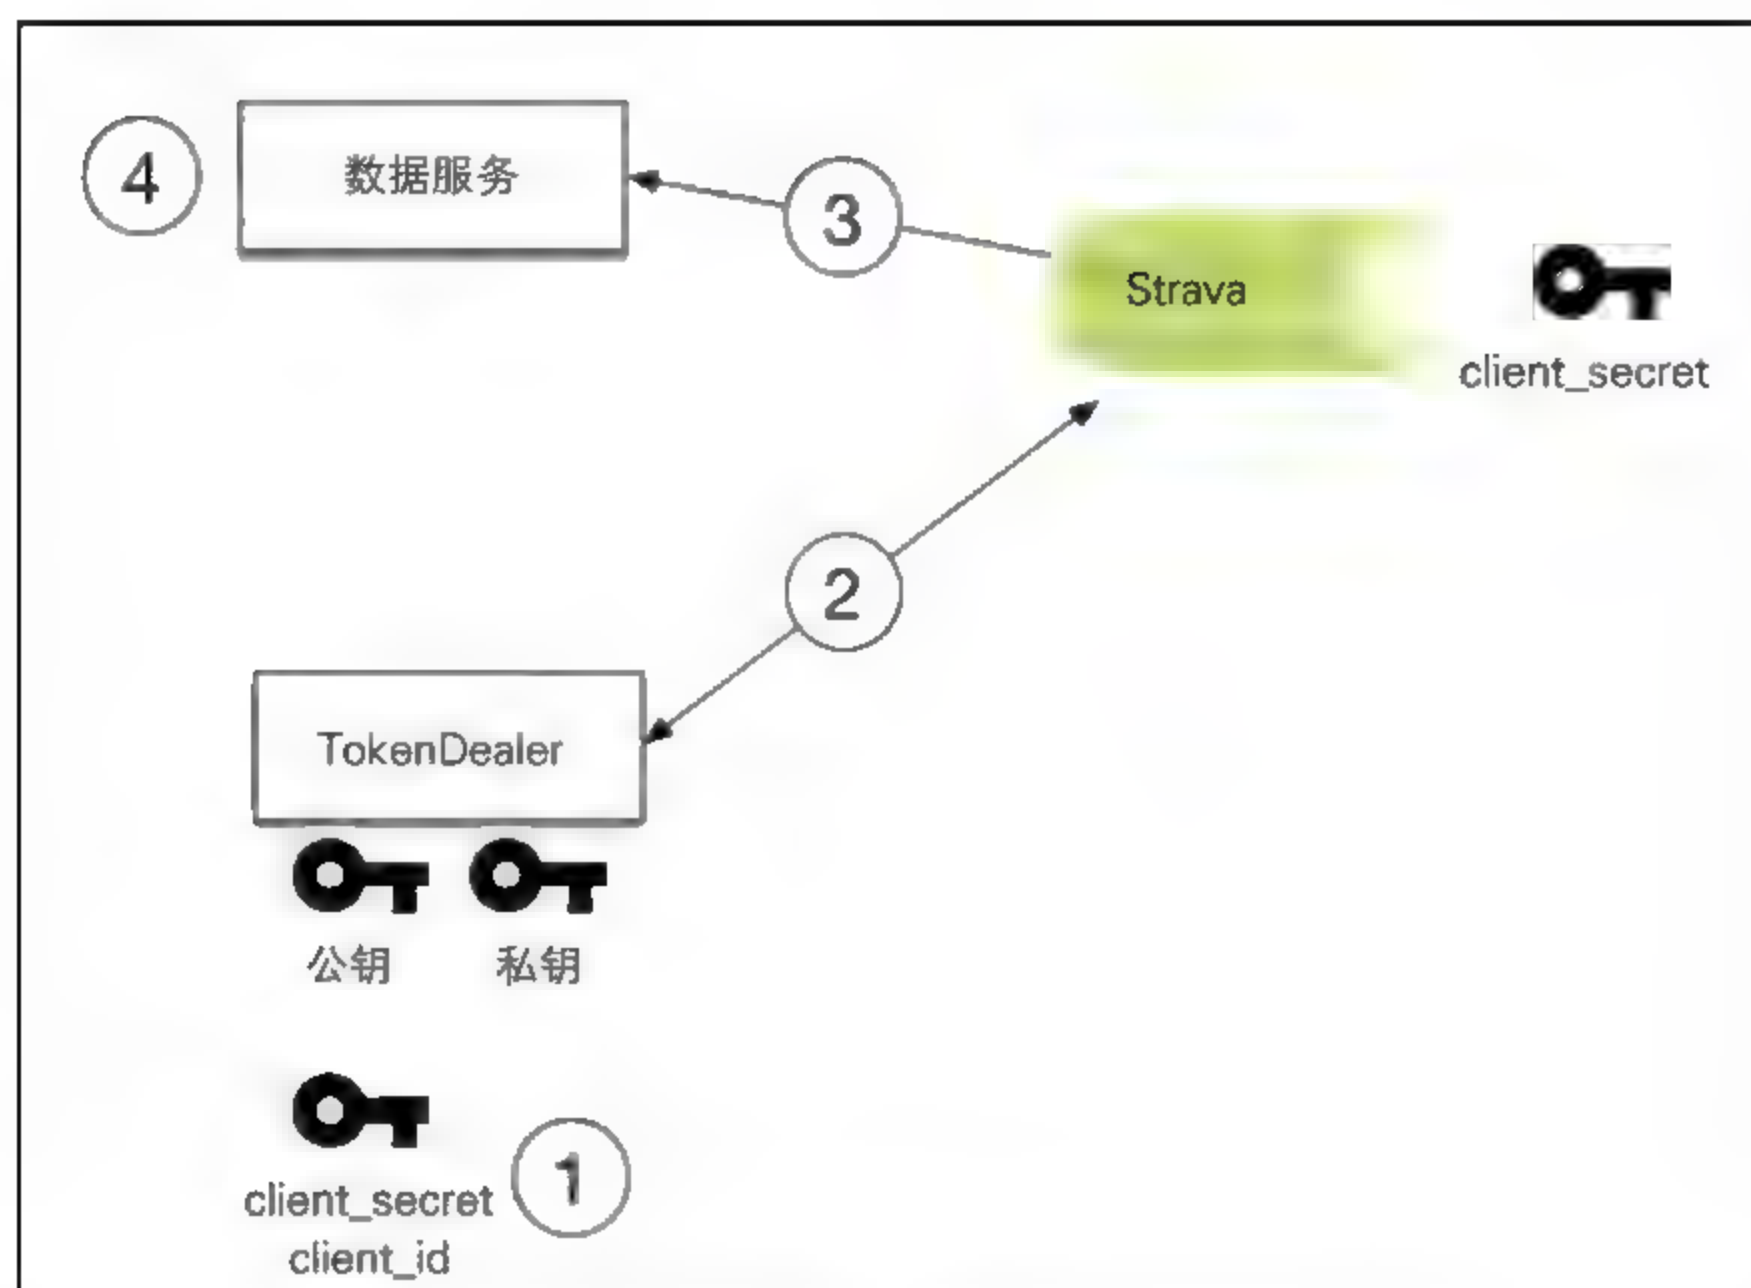 ④ 数据服务
③
Strava
client_secret
②
TokenDealer
公钥 私钥
client_secret
①
client_id